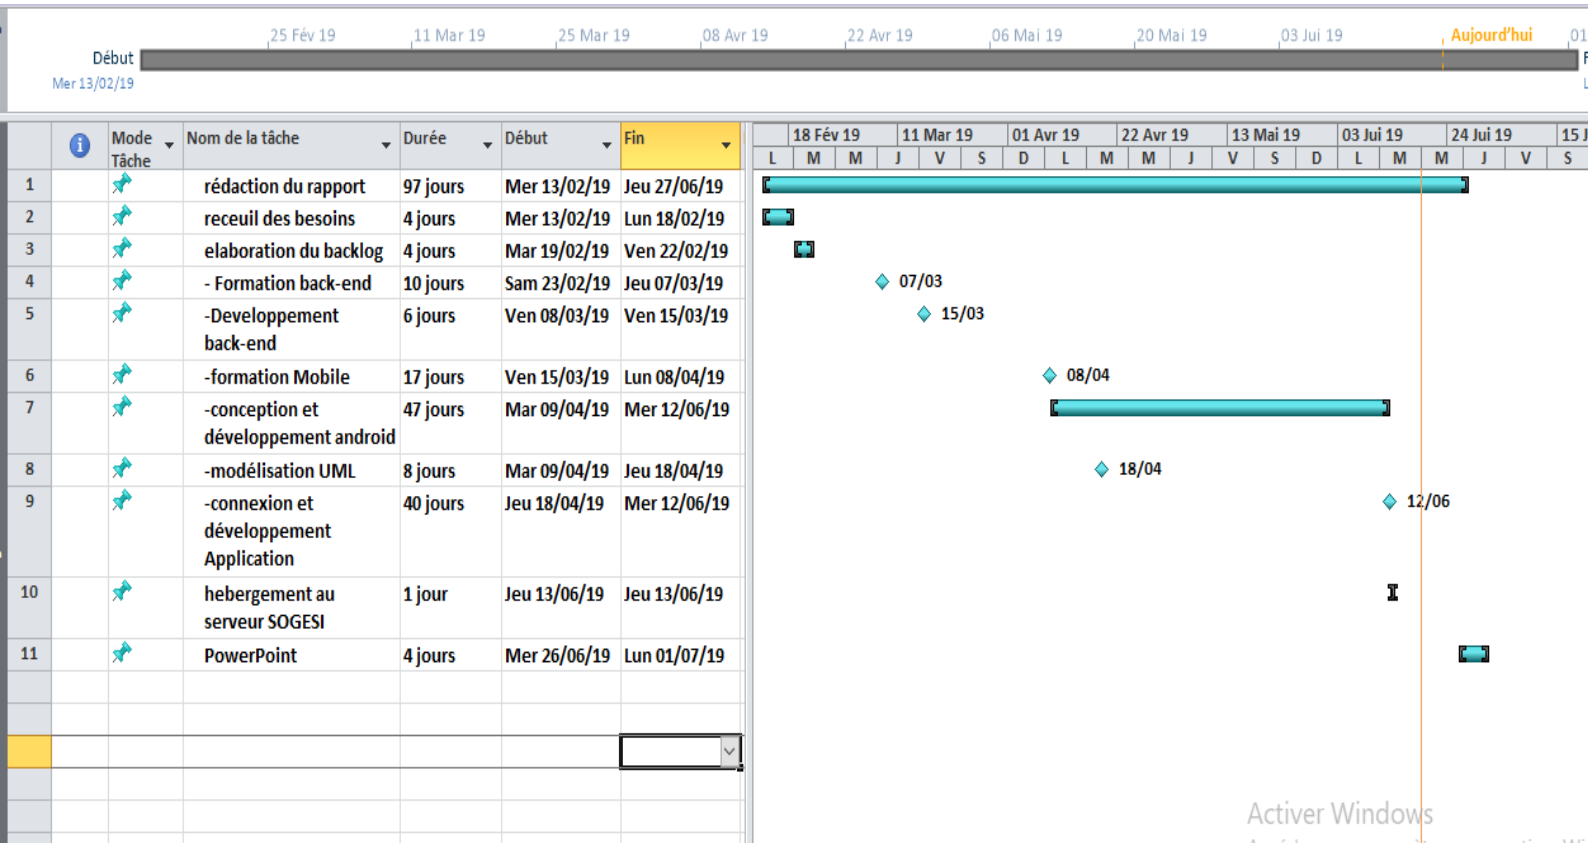 25 Fév 19 11 Mar 19 25 Mar 19 08 Avr 19 22 Avr 19 06 Mai 19 20 Mai 19 03 Jui 19 Aujourd'hui 01
Début
Mer 13/02/19
Mode Tâche Nom de la tâche Durée Début Fin
18 Fév 19 11 Mar 19 01 Avr 19 22 Avr 19 13 Mai 19 03 Jui 19 24 Jui 19 15 J
L M M J V S D L M M J V S D L M M J V S
1 rédaction du rapport 97 jours Mer 13/02/19 Jeu 27/06/19
2 receuil des besoins 4 jours Mer 13/02/19 Lun 18/02/19
3 elaboration du backlog 4 jours Mar 19/02/19 Ven 22/02/19
4 - Formation back-end 10 jours Sam 23/02/19 Jeu 07/03/19 07/03
5 -Developpement 6 jours Ven 08/03/19 Ven 15/03/19 15/03
back-end
6 -formation Mobile 17 jours Ven 15/03/19 Lun 08/04/19 08/04
7 -conception et 47 jours Mar 09/04/19 Mer 12/06/19
développement android
8 -modélisation UML 8 jours Mar 09/04/19 Jeu 18/04/19 18/04
9 -connexion et 40 jours Jeu 18/04/19 Mer 12/06/19 12/06
développement
Application
10 hebergement au 1 jour Jeu 13/06/19 Jeu 13/06/19
serveur SOGESI
11 PowerPoint 4 jours Mer 26/06/19 Lun 01/07/19
Activer Windows